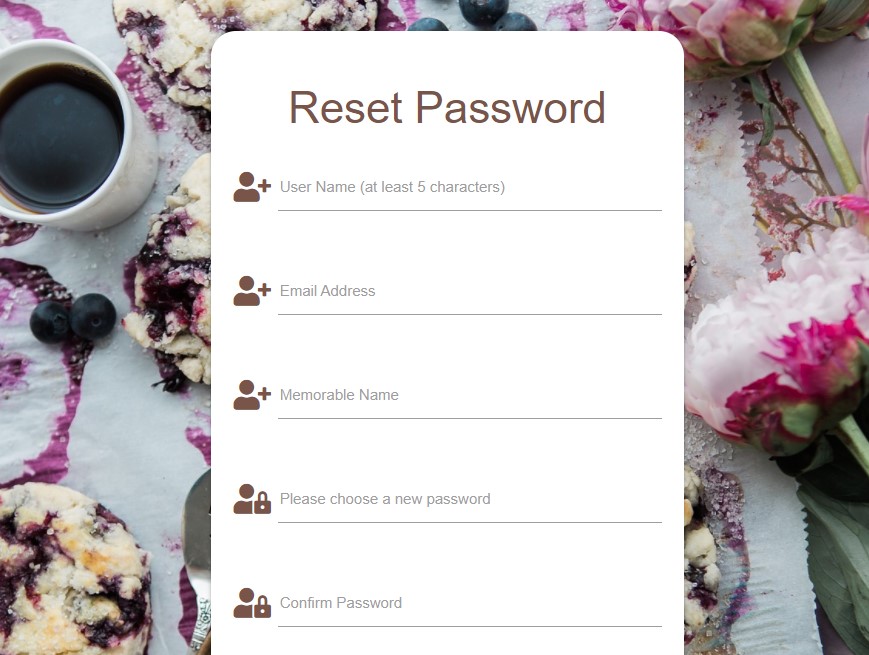 Reset Password
User Name (at least 5 characters)
Email Address
Memorable Name
Please choose a new password
Confirm Password